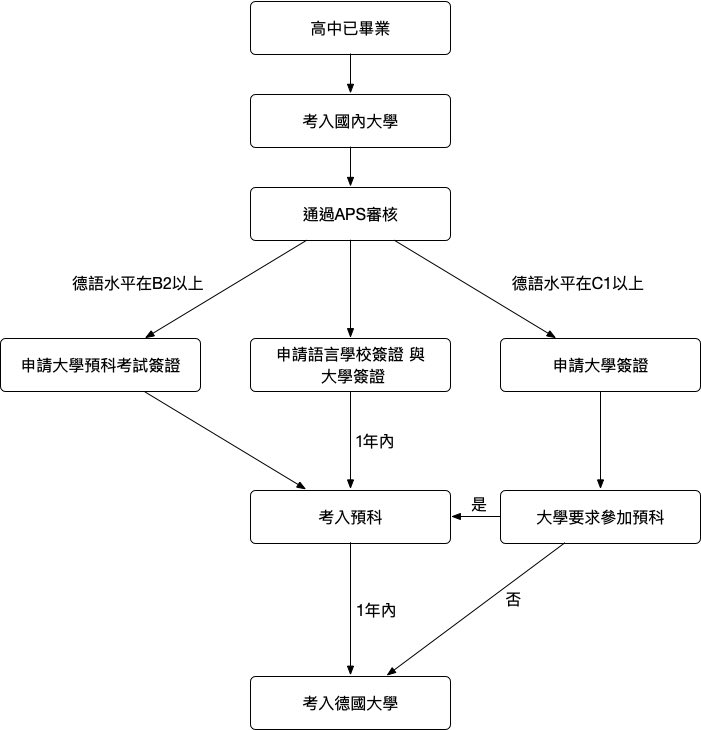 高中已畢業
考入國內大學
通過APS審核
德語水平在B2以上
德語水平在C1以上
申請大學預科考試簽證
申請語言學校簽證 與
大學簽證
申請大學簽證
1年內
考入預科
是
大學要求參加預科
1年內
否
考入德國大學